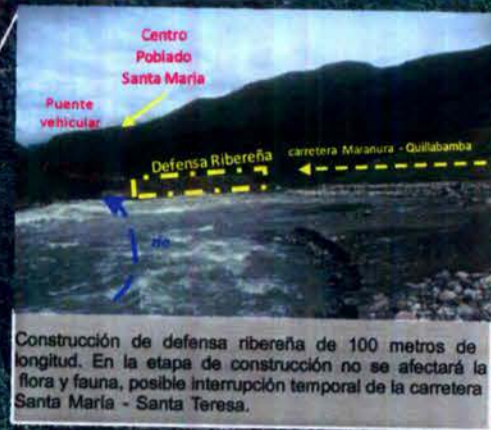 Centro
Poblado
Santa Maria
Puente
vehicular
Defensa Ribereña
carretera Maranura - Quillabamba
rio
Construcción de defensa ribereña de 100 metros de
longitud. En la etapa de construcción no se afectará la
flora y fauna, posible interrupción temporal de la carretera
Santa María - Santa Teresa.